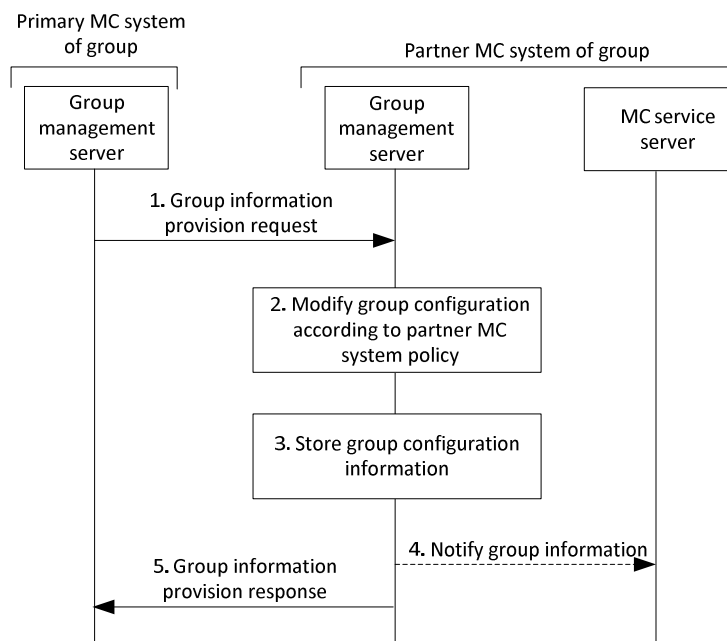 Primary MC system
of group
Partner MC system of group
Group
management
server
Group
management
server
MC service
server
1. Group information
provision request
2. Modify group configuration
according to partner MC
system policy
3. Store group configuration
information
4. Notify group information
5. Group information
provision response